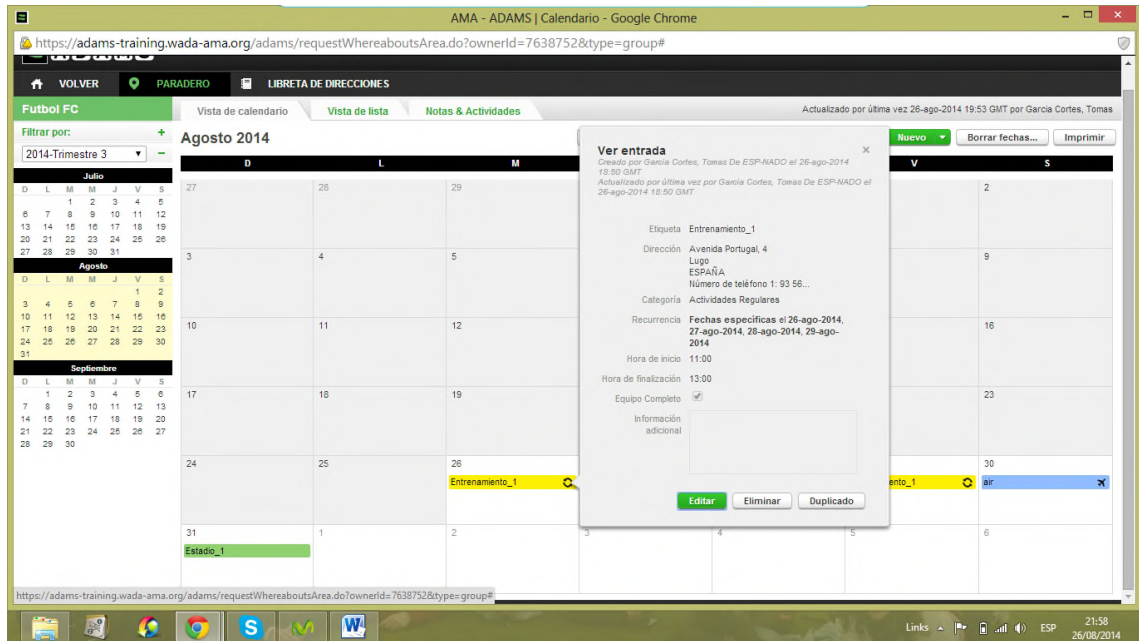 AMA - ADAMS | Calendario - Google Chrome
https://adams-training.wada-ama.org/adams/requestWhereaboutsArea.do?ownerId=7638752&type=group#
VOLVER PARADERO LIBRETA DE DIRECCIONES
Futbol FC
Vista de calendario Vista de lista Notas & Actividades
Actualizado por última vez 26-ago-2014 19:53 GMT por Garcia Cortes, Tomas
Filtrar por: +
2014-Trimestre 3 –
Agosto 2014
Nuevo Borrar fechas... Imprimir
Julio
D L M M J V S
1 2 3 4 5
6 7 8 9 10 11 12
13 14 15 16 17 18 19
20 21 22 23 24 25 26
27 28 29 30 31
Agosto
D L M M J V S
1 2
3 4 5 6 7 8 9
10 11 12 13 14 15 16
17 18 19 20 21 22 23
24 25 26 27 28 29 30
31
Septiembre
D L M M J V S
1 2 3 4 5 6
7 8 9 10 11 12 13
14 15 16 17 18 19 20
21 22 23 24 25 26 27
28 29 30
D L M V S
27 28 29 2
3 4 5 9
10 11 12 16
17 18 19 23
24 25 26 30
Entrenamiento_1 ento_1 air
31 1 2 3 4 5 6
Estadio_1
Ver entrada ×
Creado por Garcia Cortes, Tomas De ESP-NADO el 26-ago-2014
18:50 GMT
Actualizado por última vez por Garcia Cortes, Tomas De ESP-NADO el
26-ago-2014 18:50 GMT
Etiqueta Entrenamiento_1
Dirección Avenida Portugal, 4
Lugo
ESPAÑA
Número de teléfono 1: 93 56...
Categoría Actividades Regulares
Recurrencia Fechas específicas el 26-ago-2014,
27-ago-2014, 28-ago-2014, 29-ago-
2014
Hora de inicio 11:00
Hora de finalización 13:00
Equipo Completo
Información
adicional
Editar Eliminar Duplicado
https://adams-training.wada-ama.org/adams/requestWhereaboutsArea.do?ownerId=7638752&type=group#
Links ESP 21:58
26/08/2014